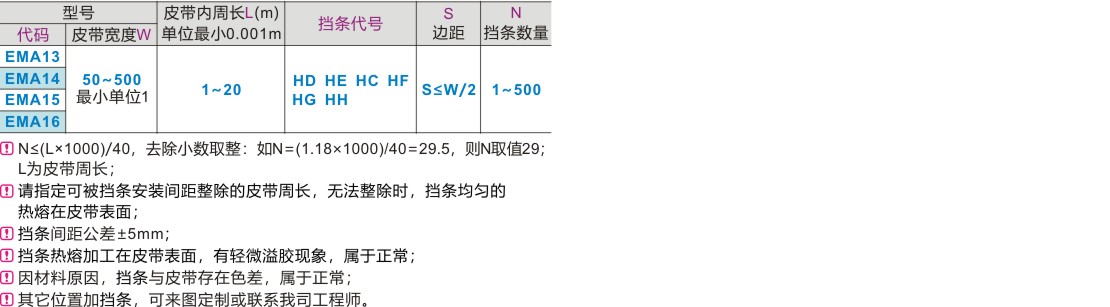 型号 皮带内周长L(m) 挡条代号 S N
代码 皮带宽度W 单位最小0.001m 边距 挡条数量
EMA13
EMA14 50~500 1~20 HD HE HC HF S≤W/2 1~500
EMA15 最小单位1 HG HH
EMA16
N≤(L×1000)/40，去除小数取整：如N=(1.18×1000)/40=29.5，则N取值29；
L为皮带周长；
请指定可被挡条安装间距整除的皮带周长，无法整除时，挡条均匀的
热熔在皮带表面；
挡条间距公差±5mm；
挡条热熔加工在皮带表面，有轻微溢胶现象，属于正常；
因材料原因，挡条与皮带存在色差，属于正常；
其它位置加挡条，可来图定制或联系我司工程师。